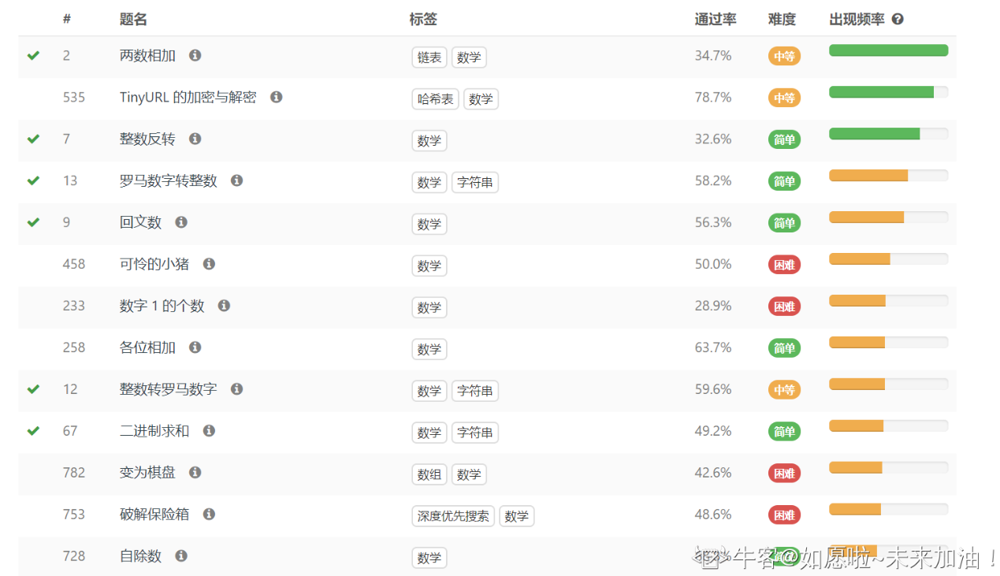 # 题名 标签 通过率 难度 出现频率
2 两数相加 链表 数学 34.7% 中等
535 TinyURL 的加密与解密 哈希表 数学 78.7% 中等
7 整数反转 数学 32.6% 简单
13 罗马数字转整数 数学 字符串 58.2% 简单
9 回文数 数学 56.3% 简单
458 可怜的小猪 数学 50.0% 困难
233 数字 1 的个数 数学 28.9% 困难
258 各位相加 数学 63.7% 简单
12 整数转罗马数字 数学 字符串 59.6% 中等
67 二进制求和 数学 字符串 49.2% 简单
782 变为棋盘 数组 数学 42.6% 困难
753 破解保险箱 深度优先搜索 数学 48.6% 困难
728 自除数 数学
牛客@如愿啦~未来加油！